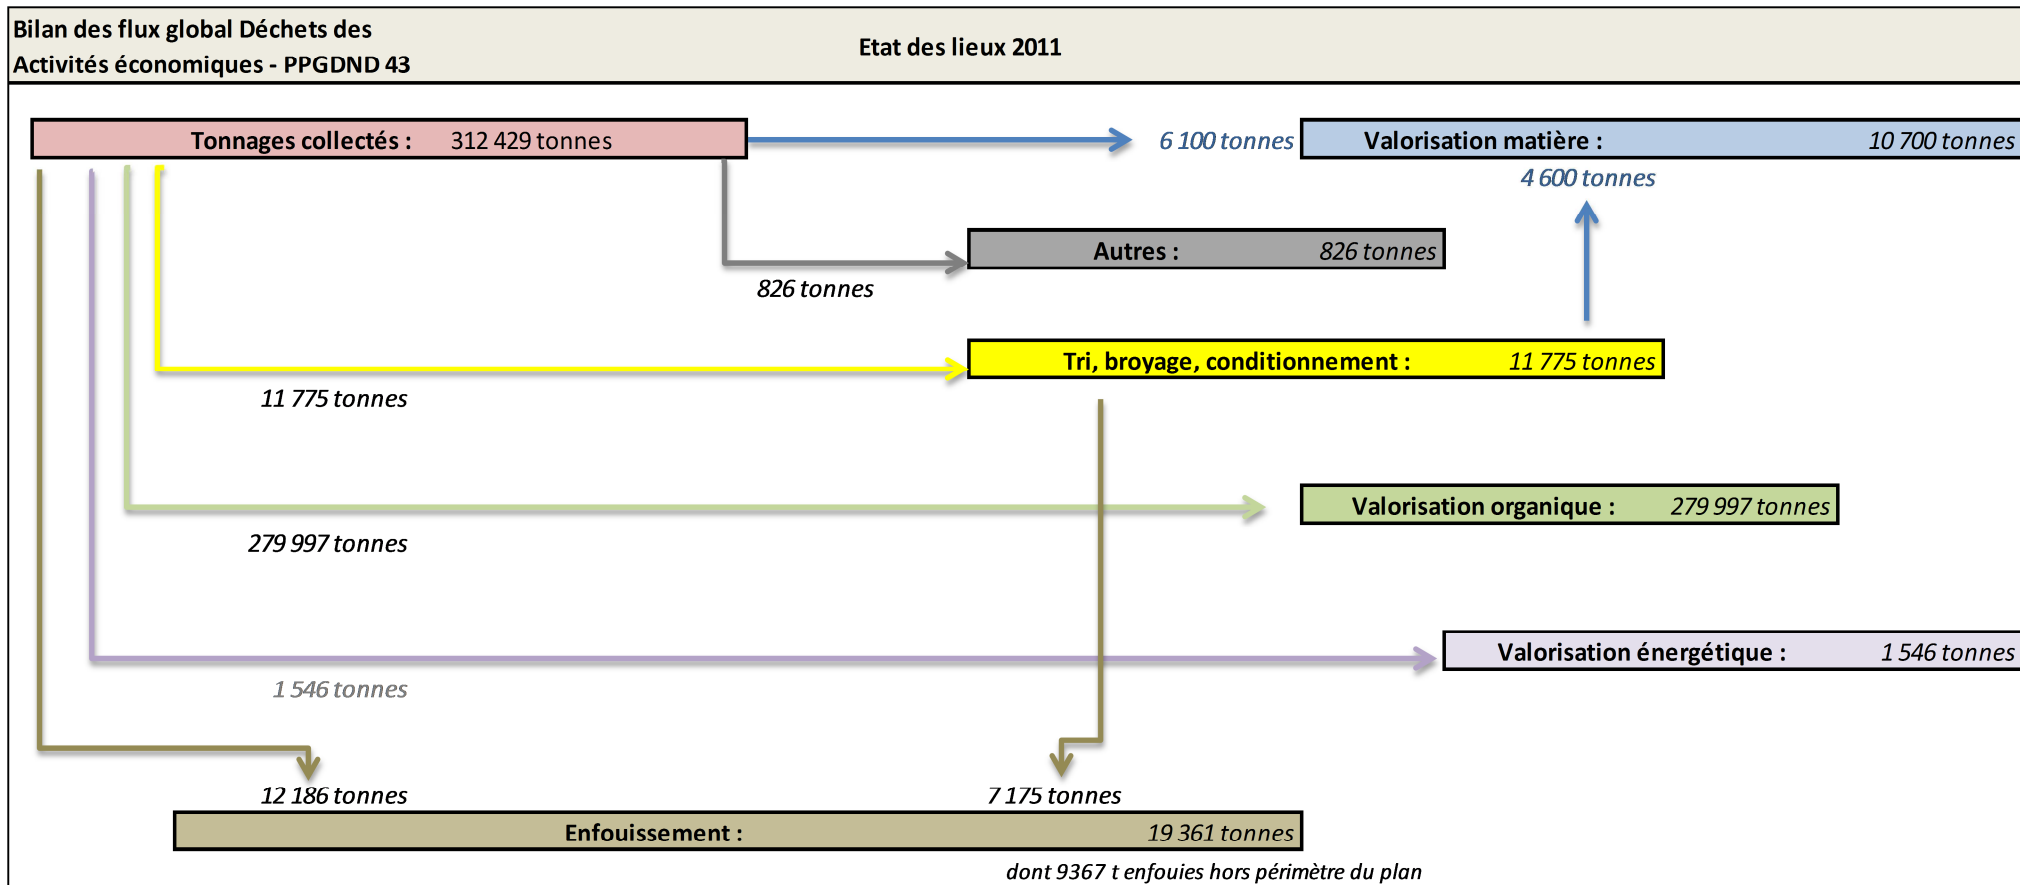 Bilan des flux global Déchets des
Activités économiques - PPGDND 43
Etat des lieux 2011
Tonnages collectés : 312 429 tonnes
6 100 tonnes
Valorisation matière : 10 700 tonnes
4 600 tonnes
Autres : 826 tonnes
826 tonnes
Tri, broyage, conditionnement : 11 775 tonnes
11 775 tonnes
Valorisation organique : 279 997 tonnes
279 997 tonnes
Valorisation énergétique : 1 546 tonnes
1 546 tonnes
12 186 tonnes
7 175 tonnes
Enfouissement : 19 361 tonnes
dont 9367 t enfouies hors périmètre du plan